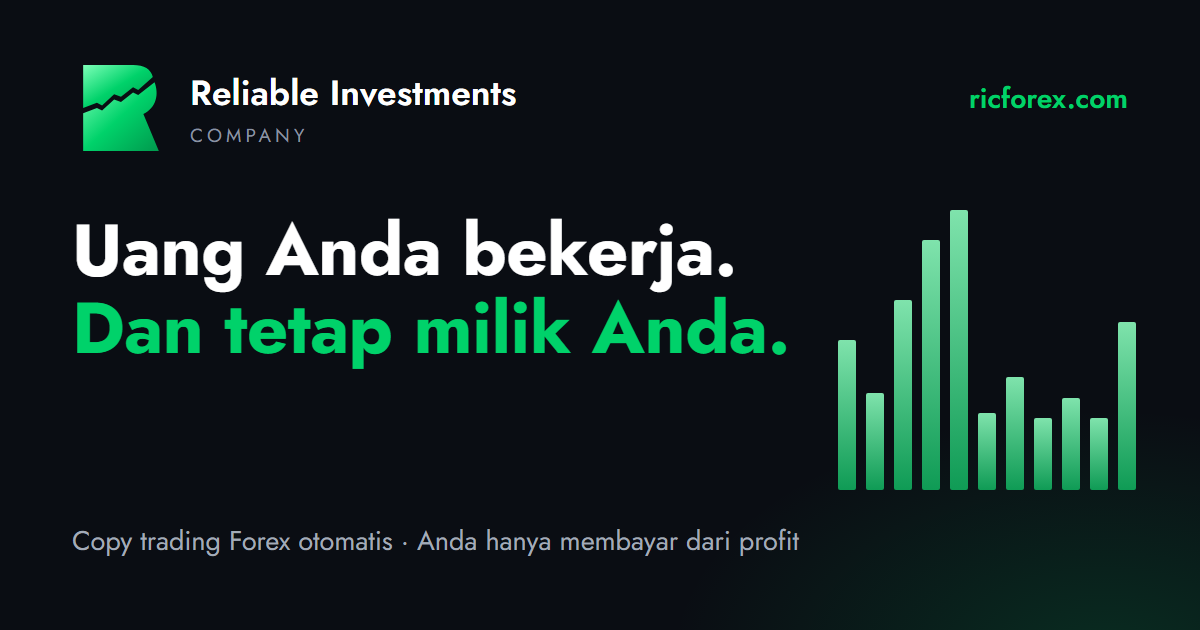 Reliable Investments
COMPANY
ricforex.com
Uang Anda bekerja.
Dan tetap milik Anda.
Copy trading Forex otomatis · Anda hanya membayar dari profit